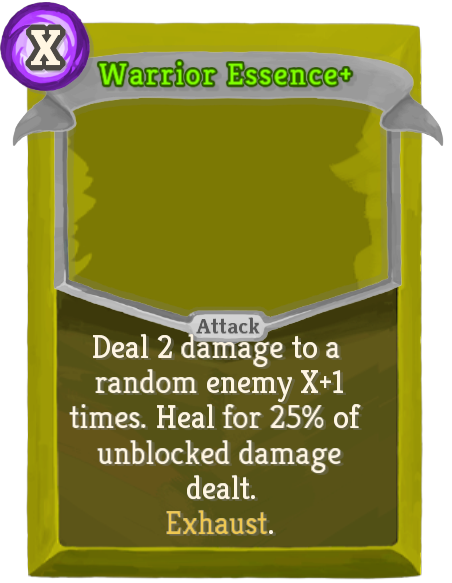 X
Warrior Essence+
Attack
Deal 2 damage to a
random enemy X+1
times. Heal for 25% of
unblocked damage
dealt.
Exhaust.